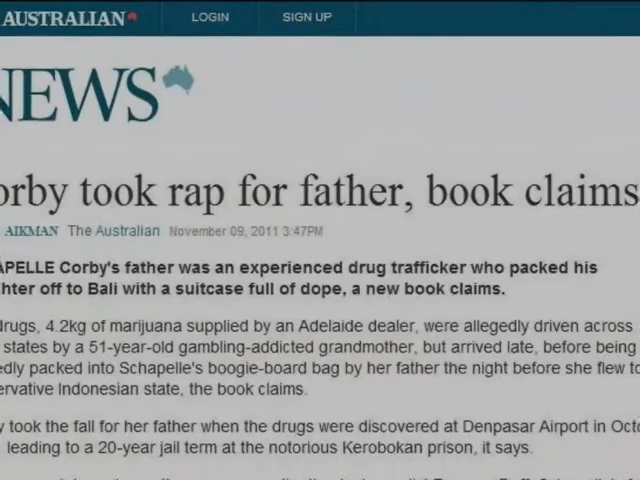 AUSTRALIAN
LOGIN
SIGN UP
NEWS
orby took rap for father, book claims
AIKMAN The Australian November 09, 2011 3:47PM
APELLE Corby's father was an experienced drug trafficker who packed his
hter off to Bali with a suitcase full of dope, a new book claims.
drugs, 4.2kg of marijuana supplied by an Adelaide dealer, were allegedly driven across
states by a 51-year-old gambling-addicted grandmother, but arrived late, before being
edly packed into Schapelle's boogie-board bag by her father the night before she flew to
ervative Indonesian state, the book claims.
y took the fall for her father when the drugs were discovered at Denpasar Airport in Octo
leading to a 20-year jail term at the notorious Kerobokan prison, it says.